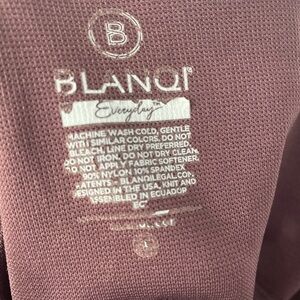 B
BLANQI
Everyday™
MACHINE WASH COLD, GENTLE
WITH SIMILAR COLORS. DO NOT
BLEACH, LINE DRY PREFERRED.
DO NOT IRON, DO NOT DRY CLEAN,
DO NOT APPLY FABRIC SOFTENER.
90% NYLON 10% SPANDEX
PATENTS - BLANQILEGAL.COM
DESIGNED IN THE USA, KNIT AND
ASSEMBLED IN ECUADOR
L